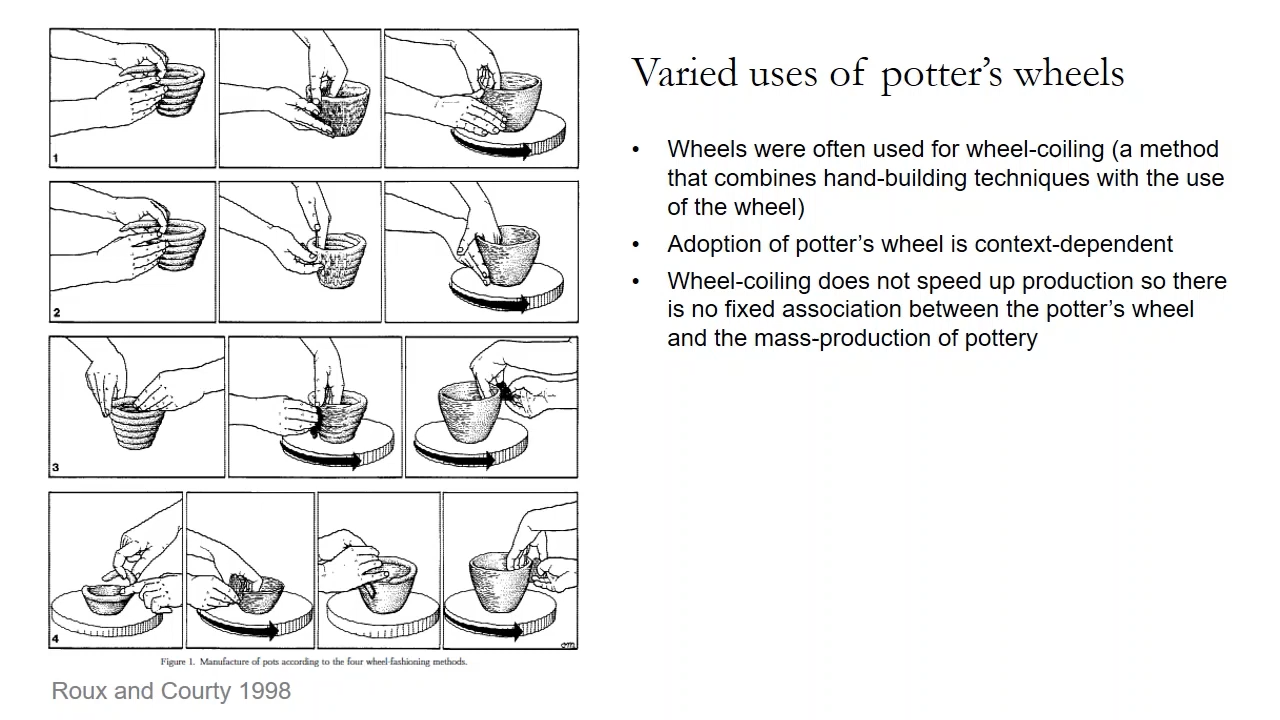 Varied uses of potter's wheels
• Wheels were often used for wheel-coiling (a method
that combines hand-building techniques with the use
of the wheel)
• Adoption of potter's wheel is context-dependent
• Wheel-coiling does not speed up production so there
is no fixed association between the potter's wheel
and the mass-production of pottery
1
2
3
4
Figure 1. Manufacture of pots according to the four wheel-fashioning methods.
Roux and Courty 1998